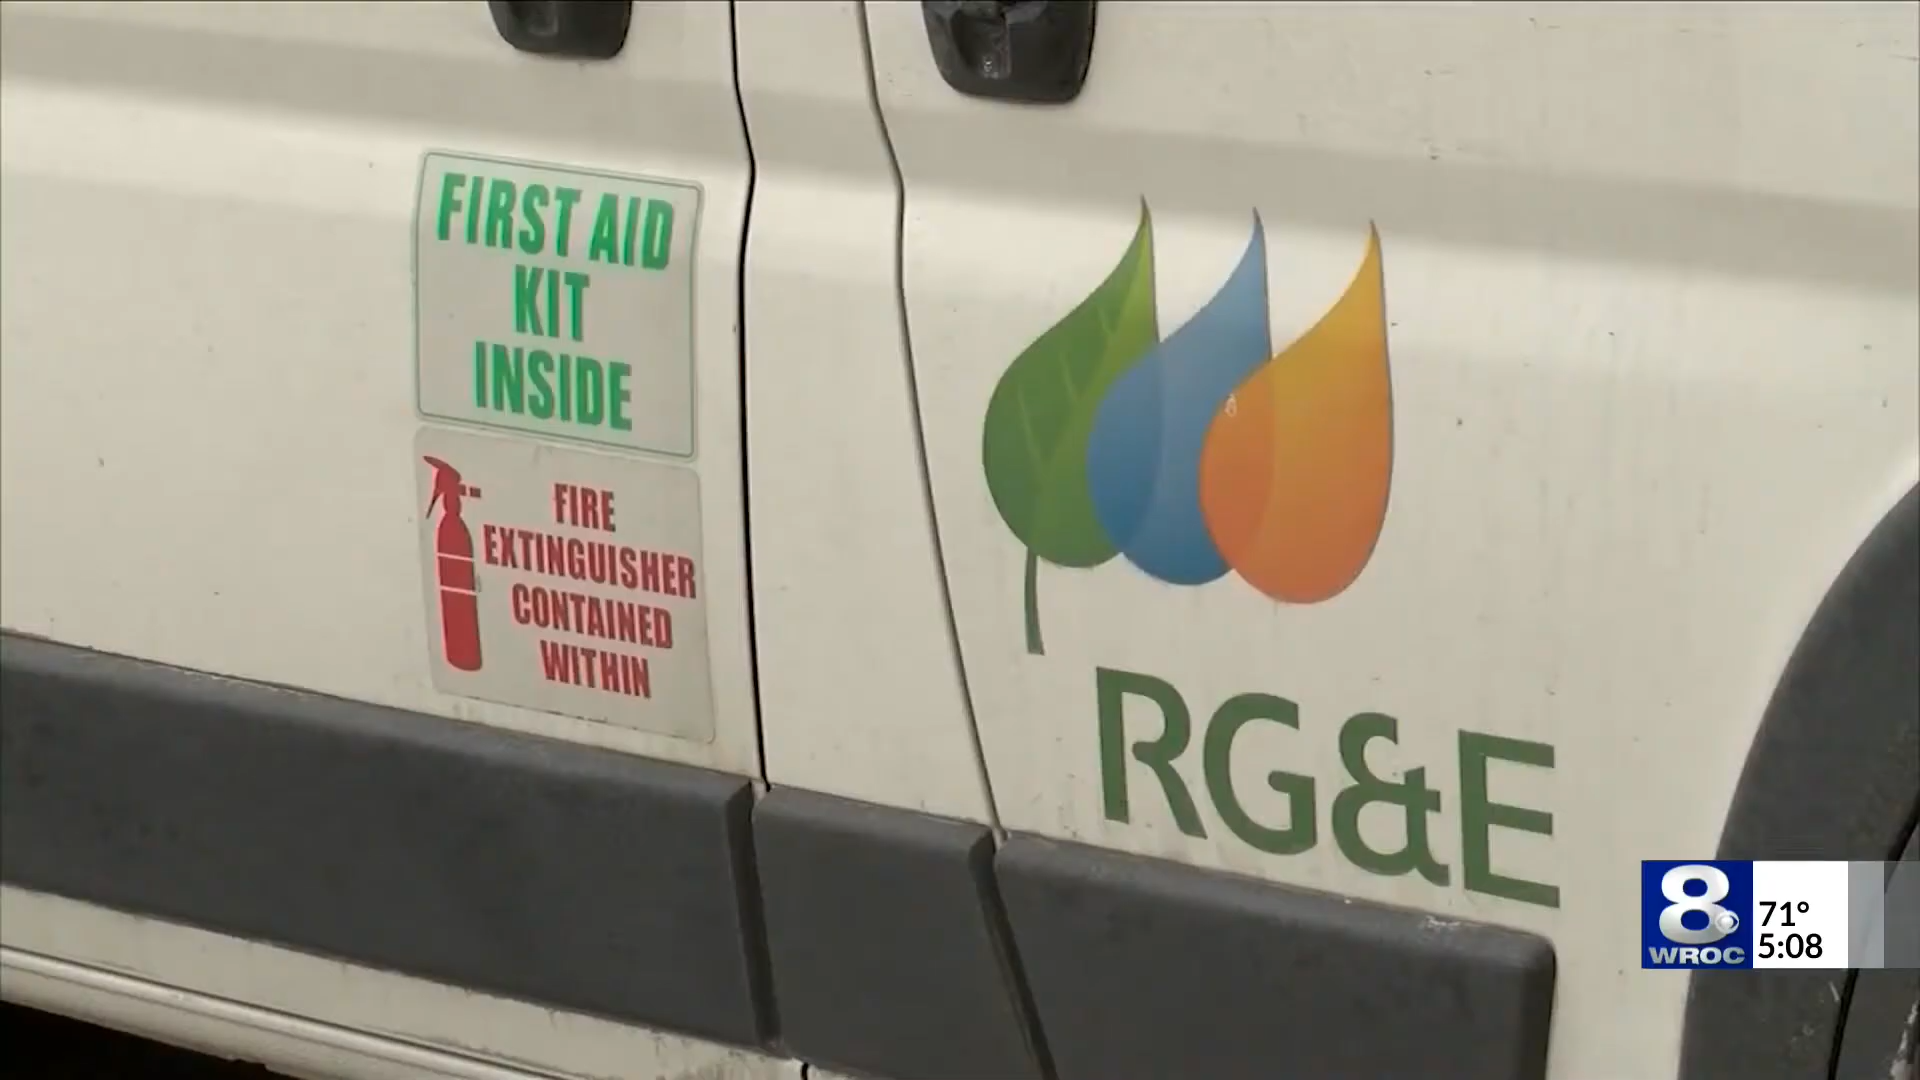 FIRST AID
KIT
INSIDE
FIRE
EXTINGUISHER
CONTAINED
WITHIN
RG&E
8
WROC
71°
5:08